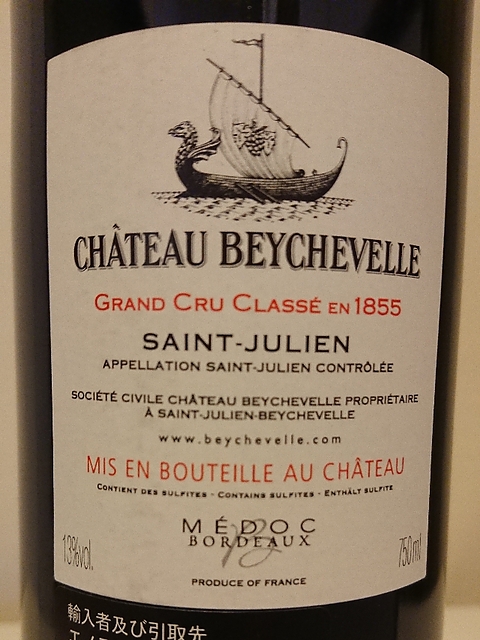 CHÂTEAU BEYCHEVELLE
GRAND CRU CLASSÉ EN 1855
SAINT-JULIEN
APPELLATION SAINT-JULIEN CONTRÔLÉE
SOCIÉTÉ CIVILE CHÂTEAU BEYCHEVELLE PROPRIÉTAIRE
À SAINT-JULIEN-BEYCHEVELLE
www.beychevelle.com
MIS EN BOUTEILLE AU CHÂTEAU
CONTIENT DES SULFITES - CONTAINS SULFITES - ENTHÄLT SULFITE
MÉDOC
BORDEAUX
13%vol.
750ml
PRODUCE OF FRANCE
輸入者及び引取先